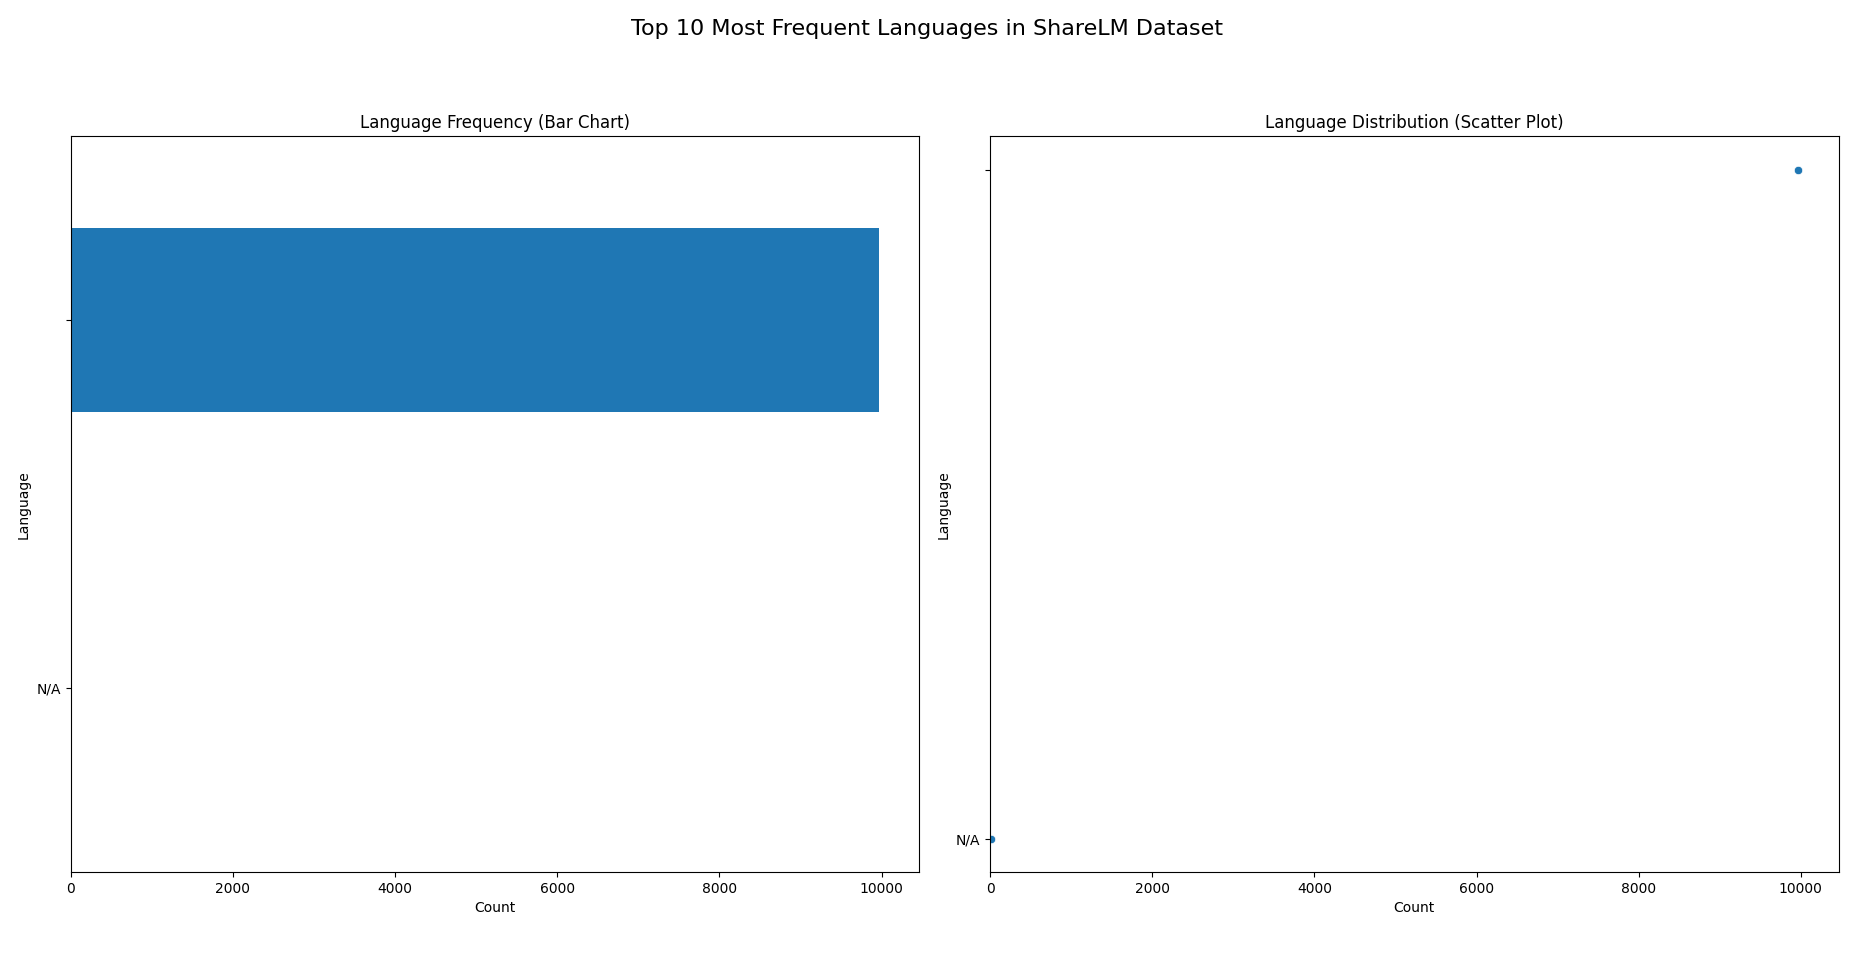 Top 10 Most Frequent Languages in ShareLM Dataset
Language Frequency (Bar Chart)
Language
N/A
0 2000 4000 6000 8000 10000
Count
Language Distribution (Scatter Plot)
Language
N/A
0 2000 4000 6000 8000 10000
Count